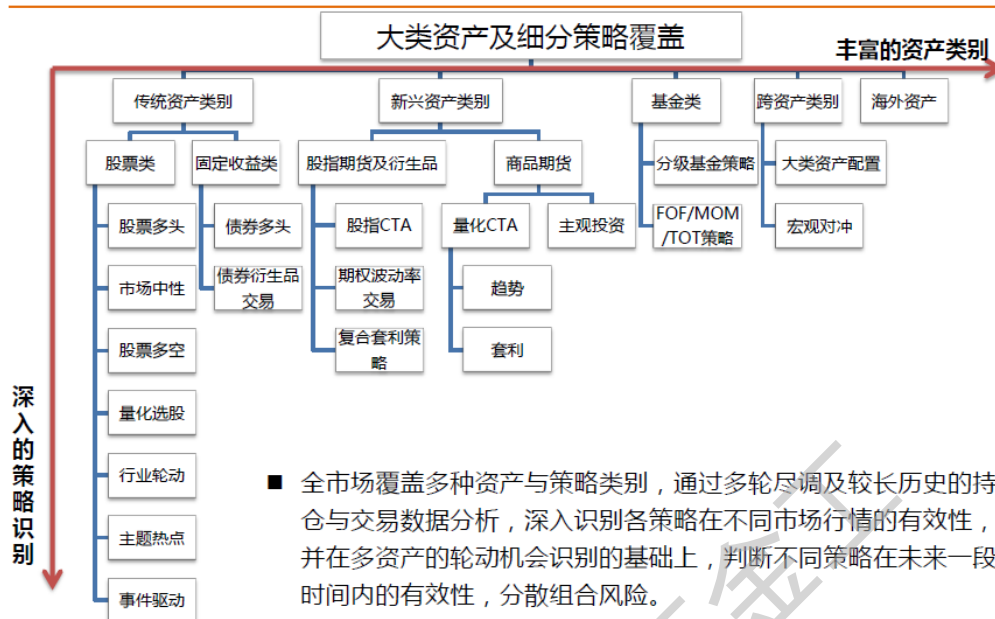 大类资产及细分策略覆盖
丰富的资产类别
传统资产类别
新兴资产类别
基金类
跨资产类别
海外资产
股票类
固定收益类
股指期货及衍生品
商品期货
分级基金策略
大类资产配置
股票多头
债券多头
股指CTA
量化CTA
主观投资
FOF/MOM
/TOT策略
宏观对冲
市场中性
债券衍生品
交易
期权波动率
交易
趋势
股票多空
复合套利策
略
套利
深入的策略识别
量化选股
行业轮动
主题热点
事件驱动
■ 全市场覆盖多种资产与策略类别，通过多轮尽调及较长历史的持
仓与交易数据分析，深入识别各策略在不同市场行情的有效性，
并在多资产的轮动机会识别的基础上，判断不同策略在未来一段
时间内的有效性，分散组合风险。
金工